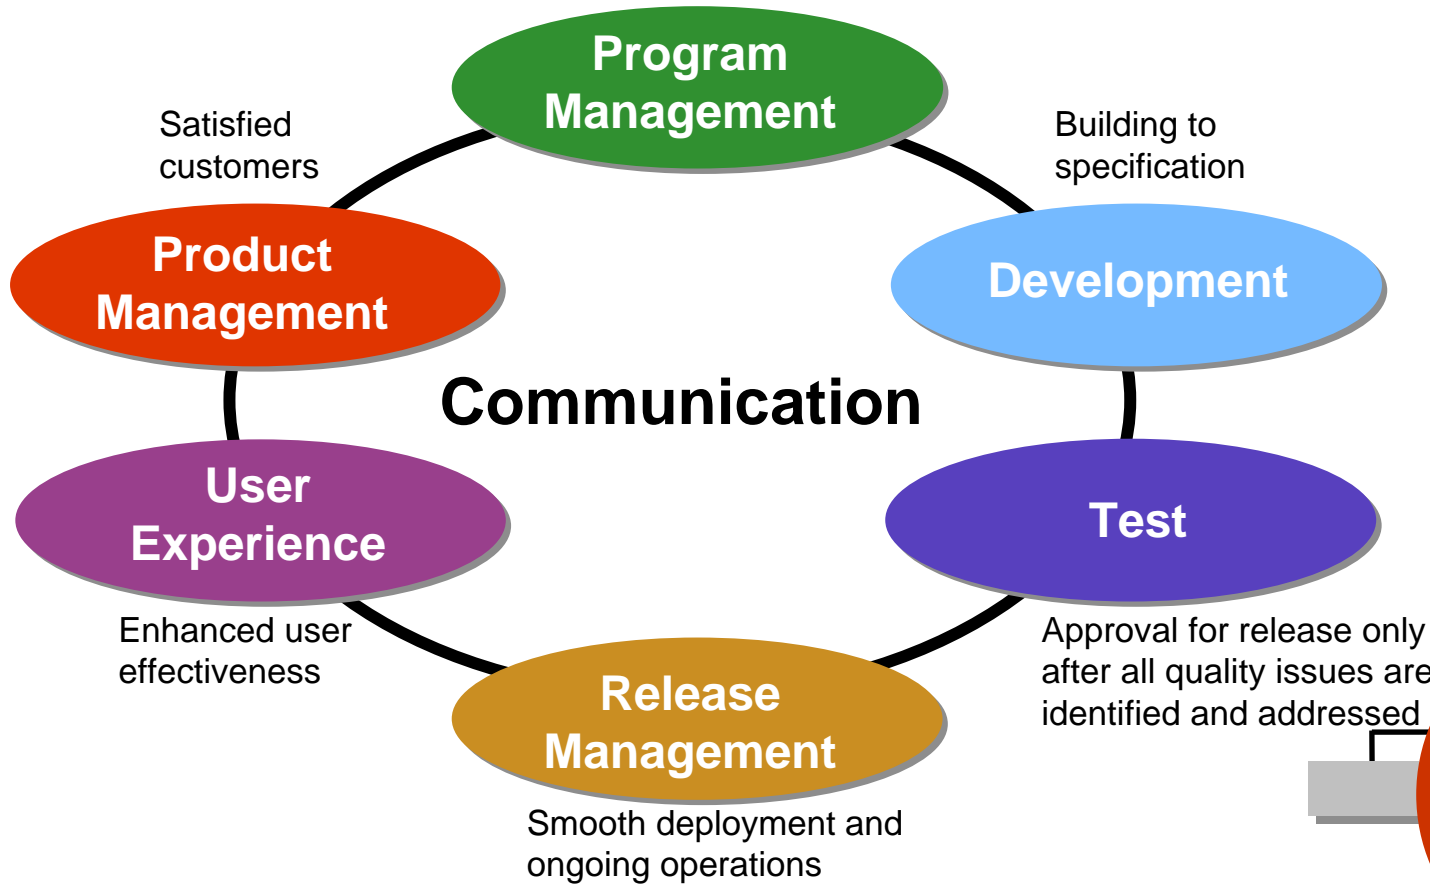 Program
Management
Satisfied
customers
Building to
specification
Product
Management
Development
Communication
User
Experience
Test
Enhanced user
effectiveness
Approval for release only
after all quality issues are
identified and addressed
Release
Management
Smooth deployment and
ongoing operations